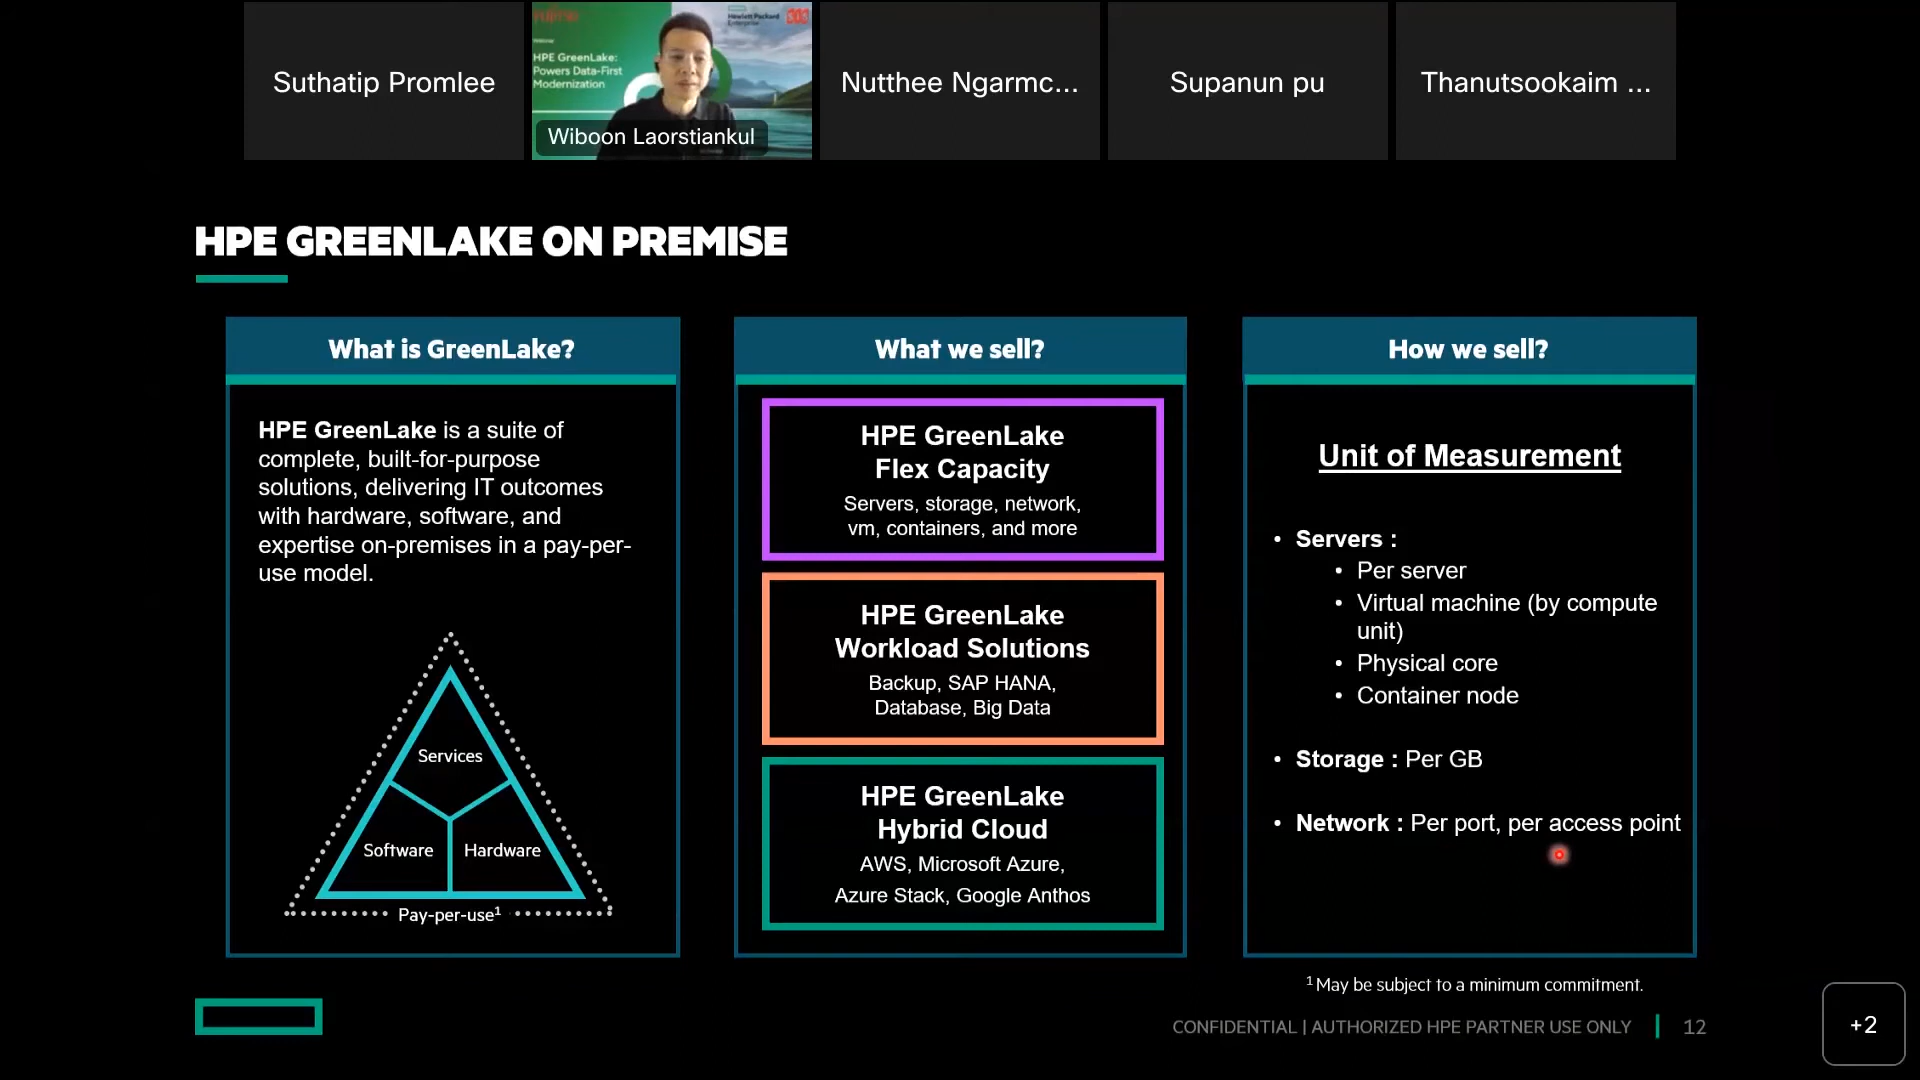 Suthatip Promlee
HPE GreenLake:
Powers Data-First
Modernization
Hewlett Packard
Enterprise
Wiboon Laorstiankul
Nutthee Ngarmc...
Supanun pu
Thanutsookaim ...
HPE GREENLAKE ON PREMISE
What is GreenLake?
HPE GreenLake is a suite of
complete, built-for-purpose
solutions, delivering IT outcomes
with hardware, software, and
expertise on-premises in a pay-per-
use model.
Services
Software
Hardware
Pay-per-use¹
What we sell?
HPE GreenLake
Flex Capacity
Servers, storage, network,
vm, containers, and more
HPE GreenLake
Workload Solutions
Backup, SAP HANA,
Database, Big Data
HPE GreenLake
Hybrid Cloud
AWS, Microsoft Azure,
Azure Stack, Google Anthos
How we sell?
Unit of Measurement
• Servers :
• Per server
• Virtual machine (by compute
unit)
• Physical core
• Container node
• Storage : Per GB
• Network : Per port, per access point
¹ May be subject to a minimum commitment.
CONFIDENTIAL | AUTHORIZED HPE PARTNER USE ONLY
12
+2